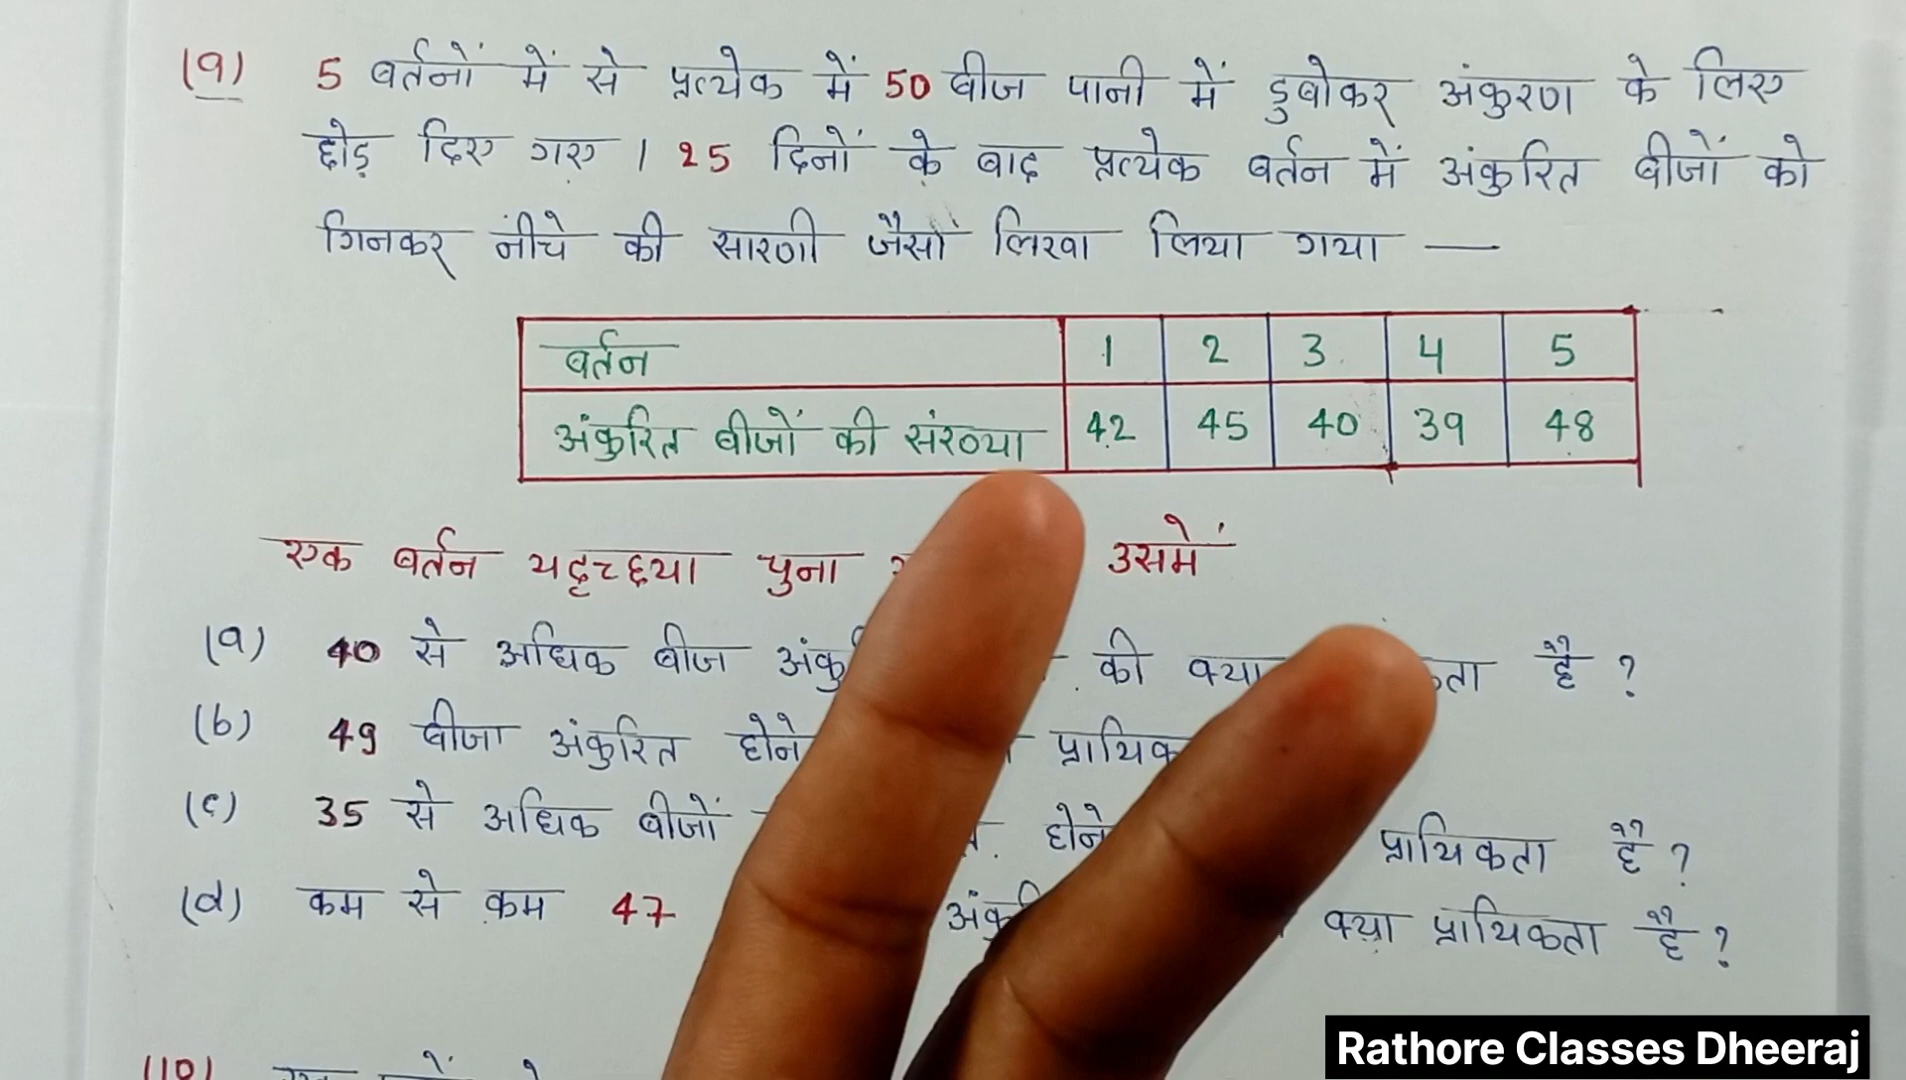 (9) 5 बर्तनों में से प्रत्येक में 50 बीज पानी में डुबोकर अंकुरण के लिए
छोड़ दिए गए । 25 दिनों के बाद प्रत्येक बर्तन में अंकुरित बीजों को
गिनकर नीचे की सारणी जैसों लिखा लिया गया —
बर्तन 1 2 3 4 5
अंकुरित बीजों की संख्या 42 45 40 39 48
एक बर्तन यदृच्छया चुना उसमें
(a) 40 से अधिक बीज की क्या है ?
(b) 49 बीजा अंकुरित होने
(c) 35 से अधिक बीजों होने प्रायिकता है ?
(d) कम से कम 47 क्या प्रायिकता है ?
(10)
Rathore Classes Dheeraj